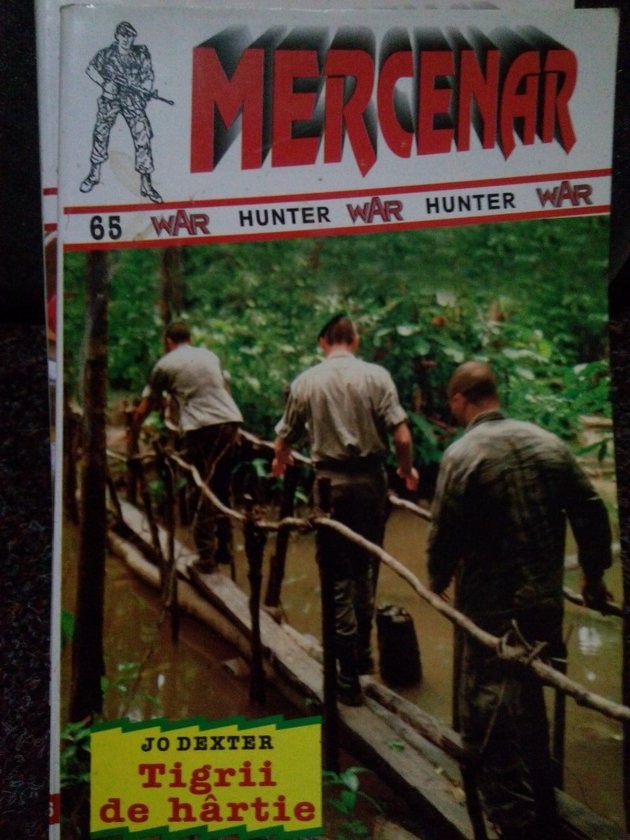 MERCENAR
65 WAR HUNTER WAR HUNTER WAR
JO DEXTER
Tigrii
de hârtie